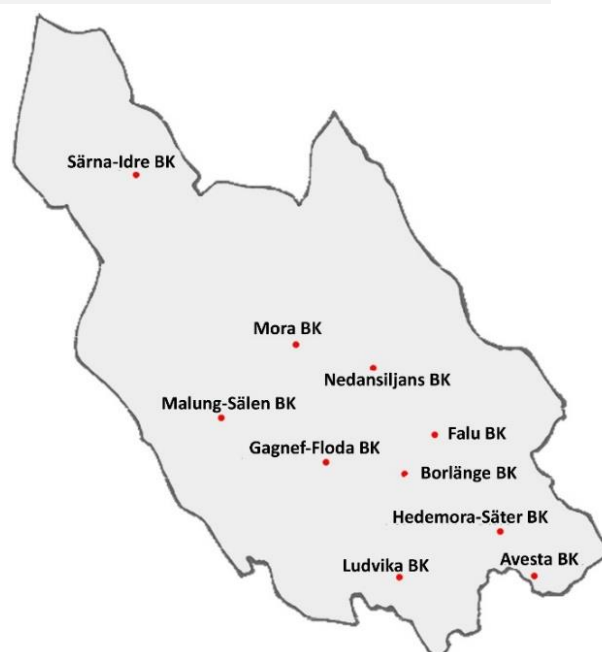 Särna-Idre BK
Mora BK
Nedansiljans BK
Malung-Sälen BK
Falu BK
Gagnef-Floda BK
Borlänge BK
Hedemora-Säter BK
Avesta BK
Ludvika BK